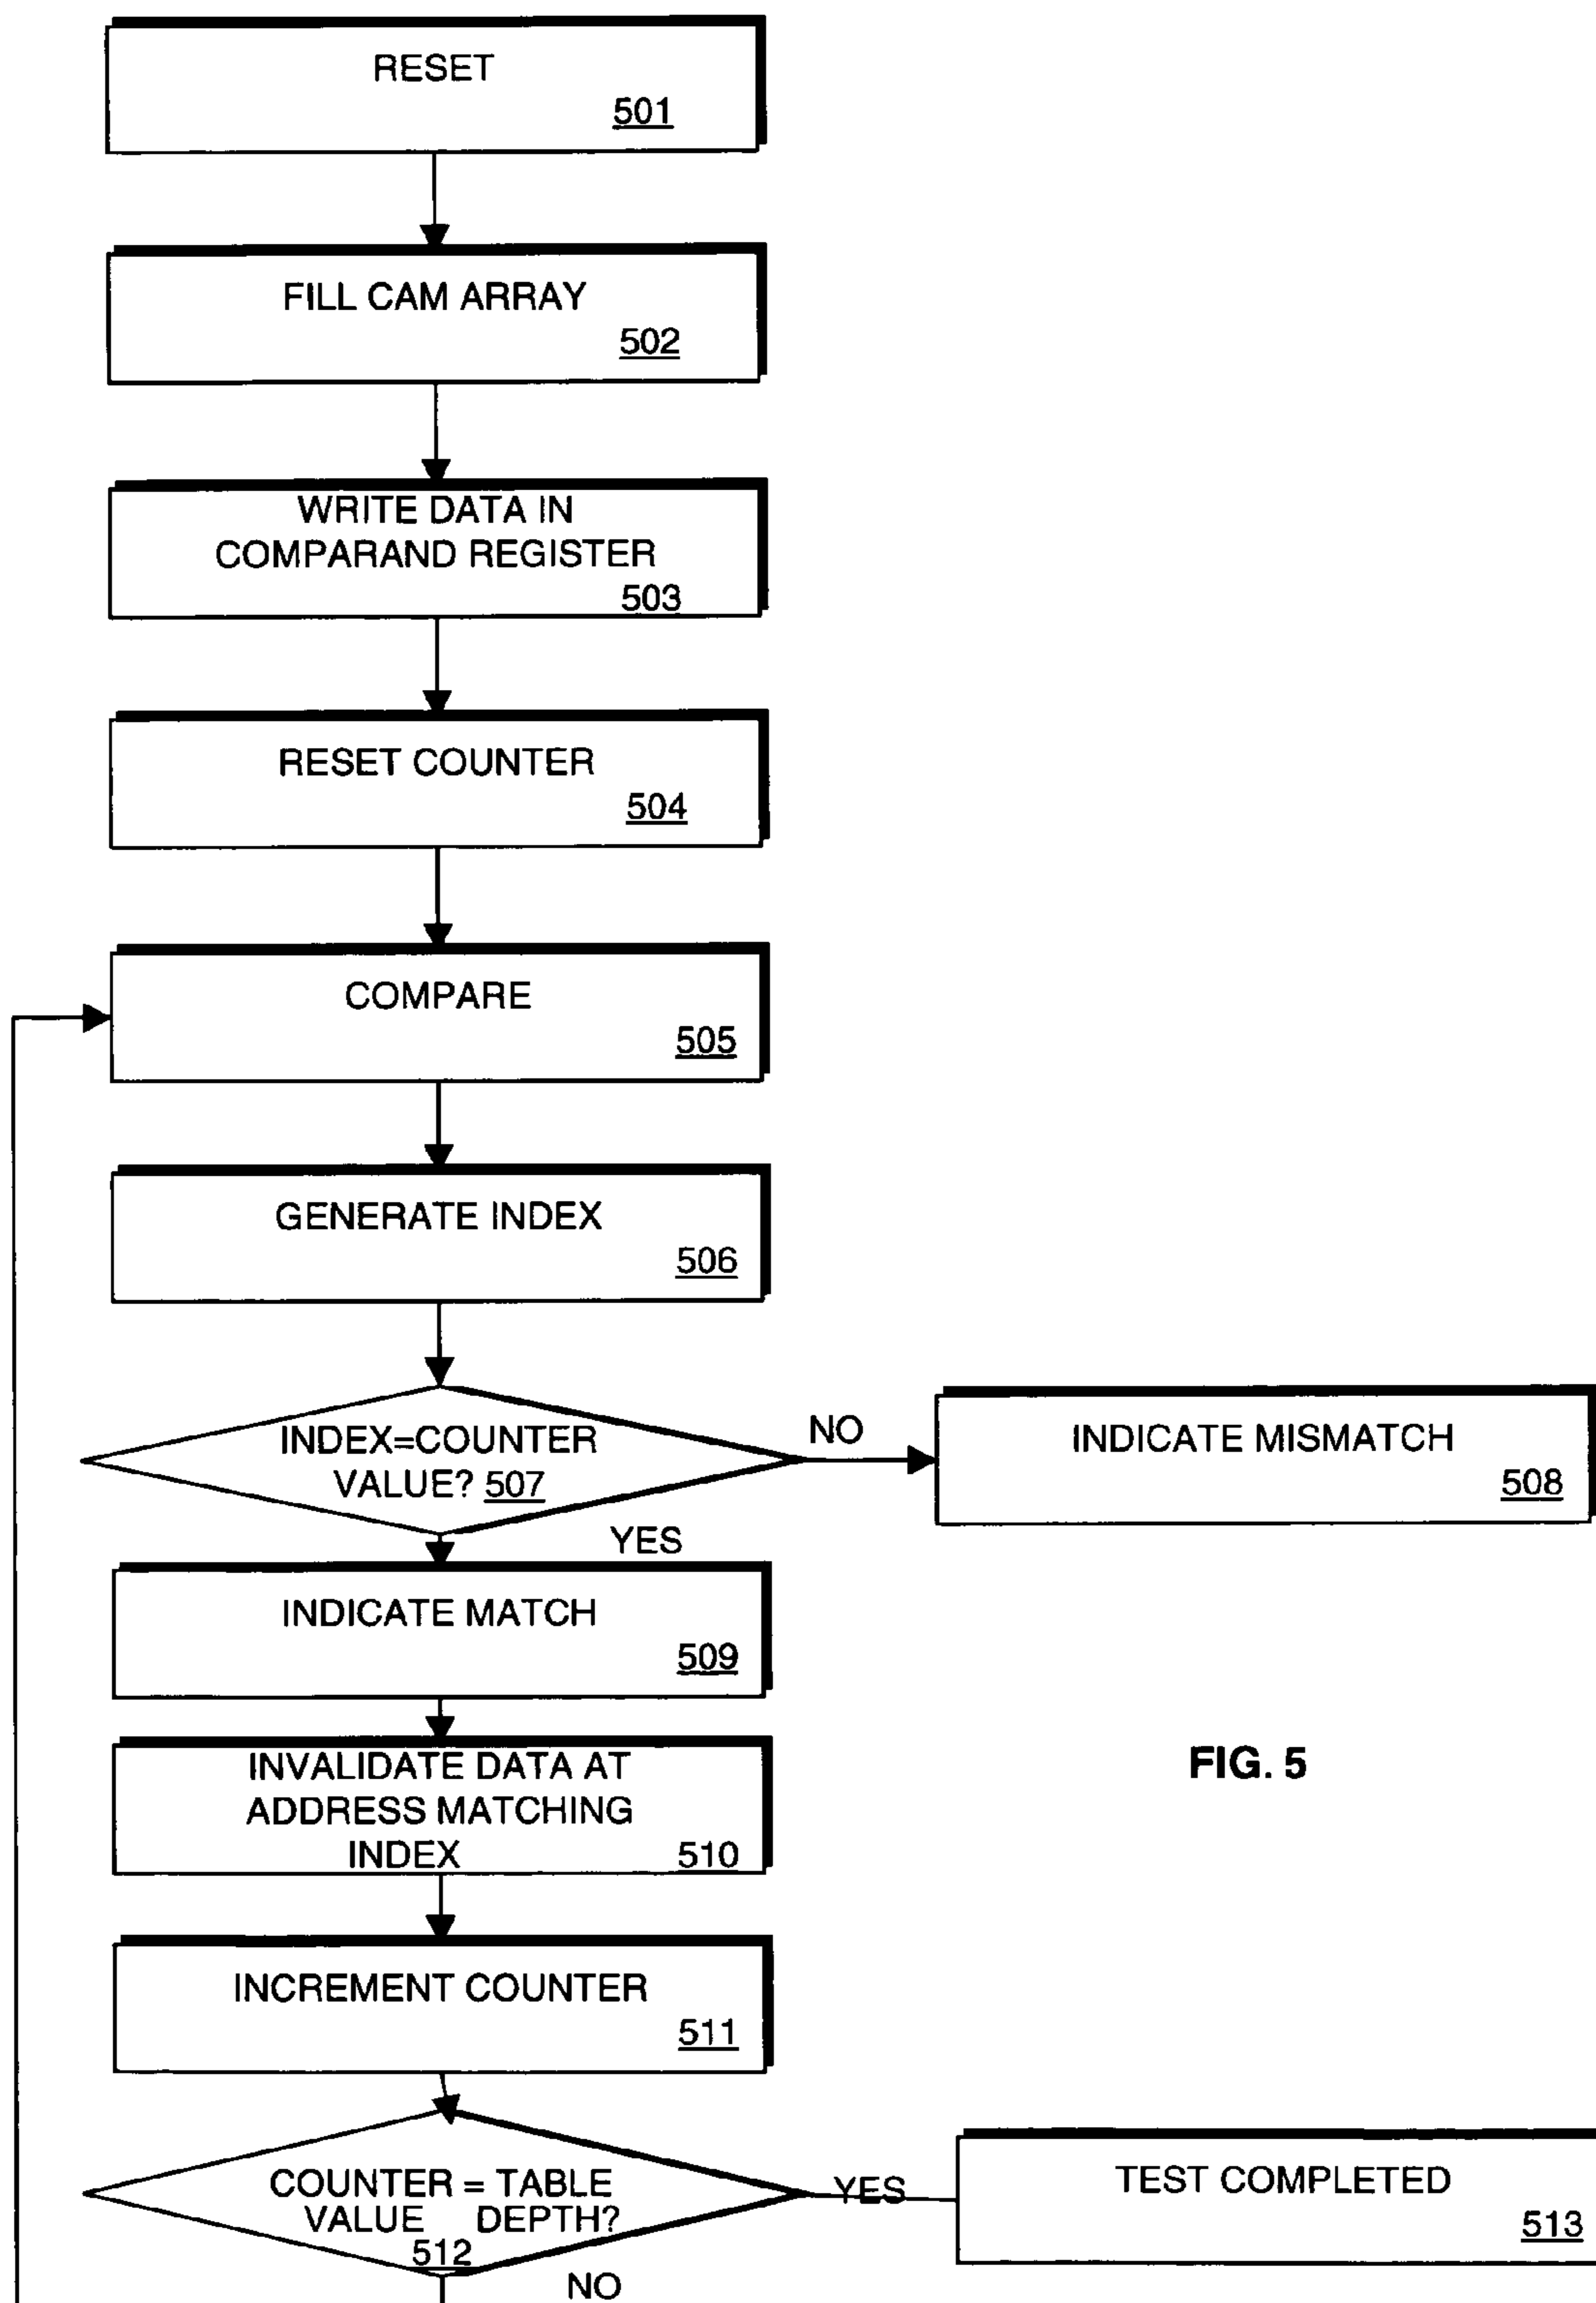 RESET
501
FILL CAM ARRAY
502
WRITE DATA IN
COMPARAND REGISTER
503
RESET COUNTER
504
COMPARE
505
GENERATE INDEX
506
INDEX=COUNTER
VALUE? 507
NO
INDICATE MISMATCH
508
YES
INDICATE MATCH
509
INVALIDATE DATA AT
ADDRESS MATCHING
INDEX 510
FIG. 5
INCREMENT COUNTER
511
COUNTER = TABLE
VALUE DEPTH?
512
YES
TEST COMPLETED
513
NO